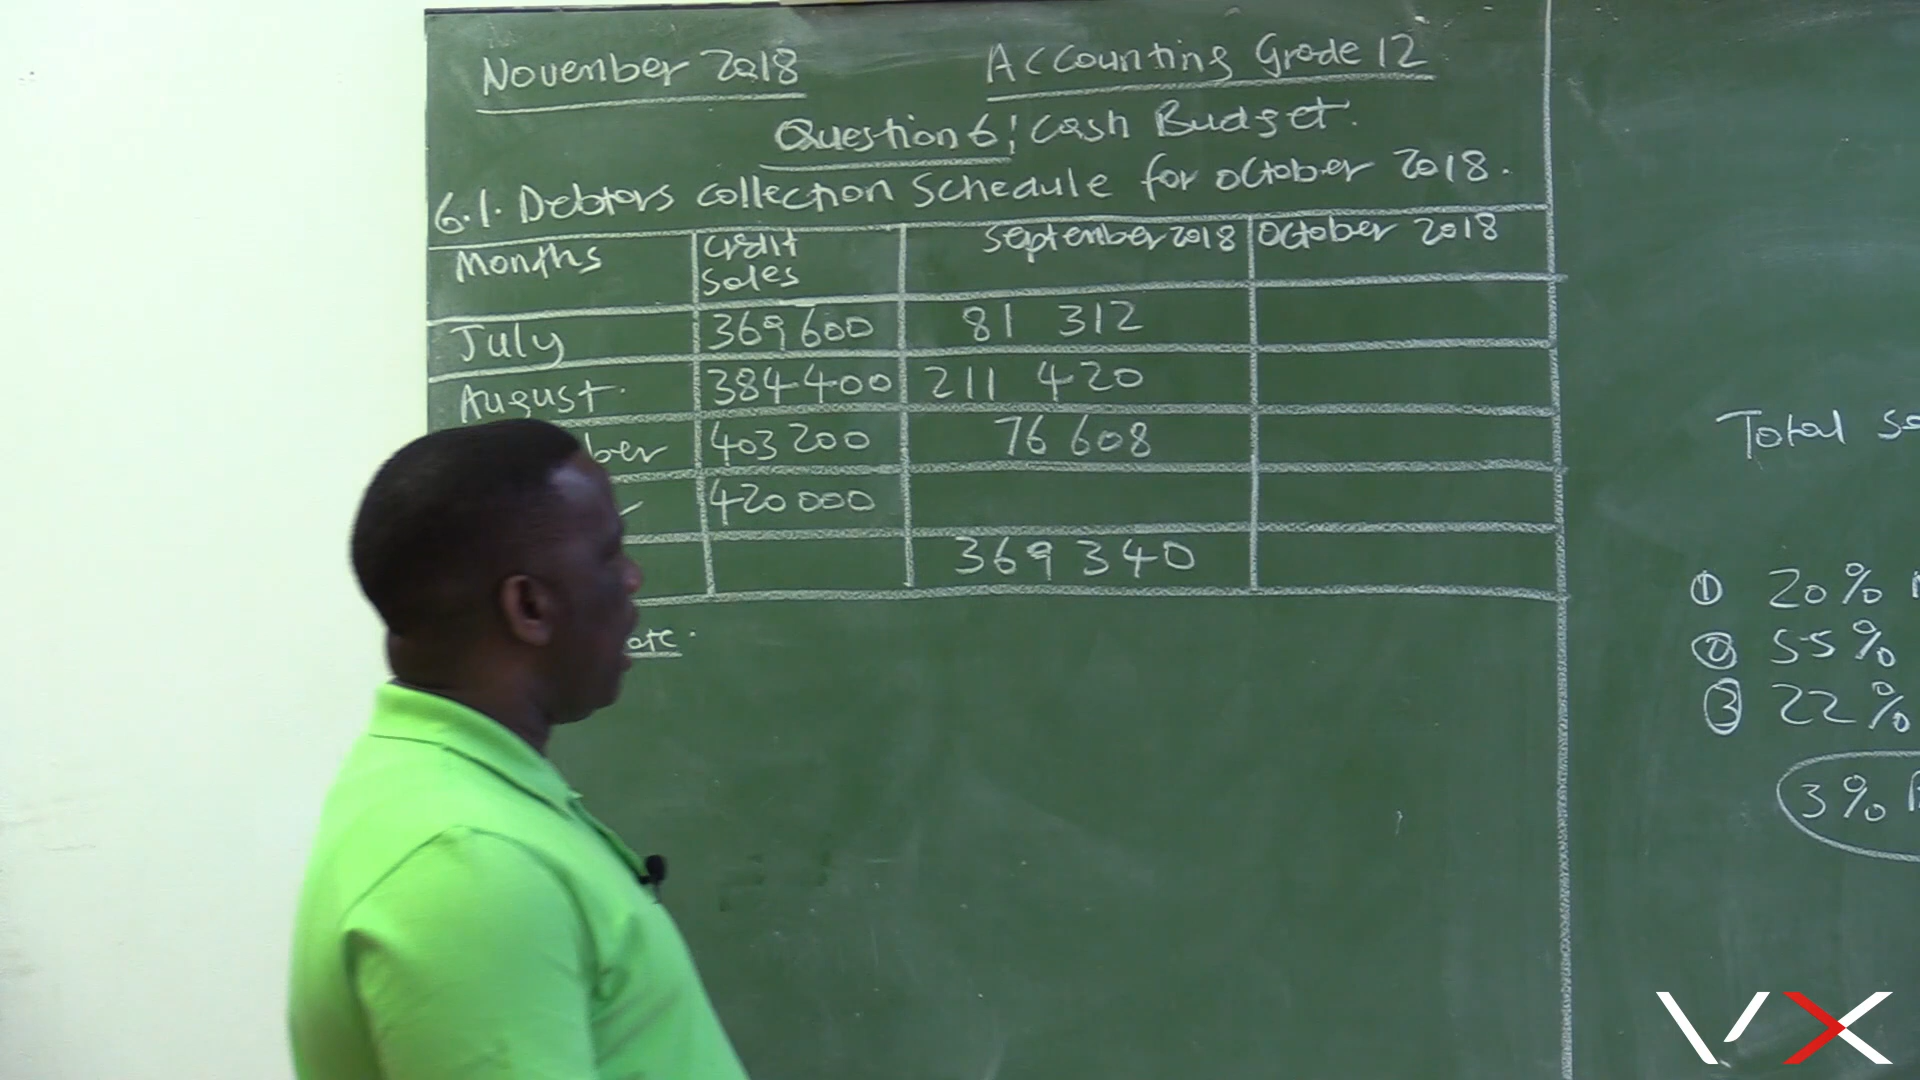 November 2018 Accounting Grade 12
Question 6: Cash Budget.
6.1. Debtors collection Schedule for October 2018.
Months Credit Sales September 2018 October 2018
July 369 600 81 312
August. 384 400 211 420
ber 403 200 76 608
420 000
369 340
Total
① 20%
② 55%
③ 22%
3%
VX